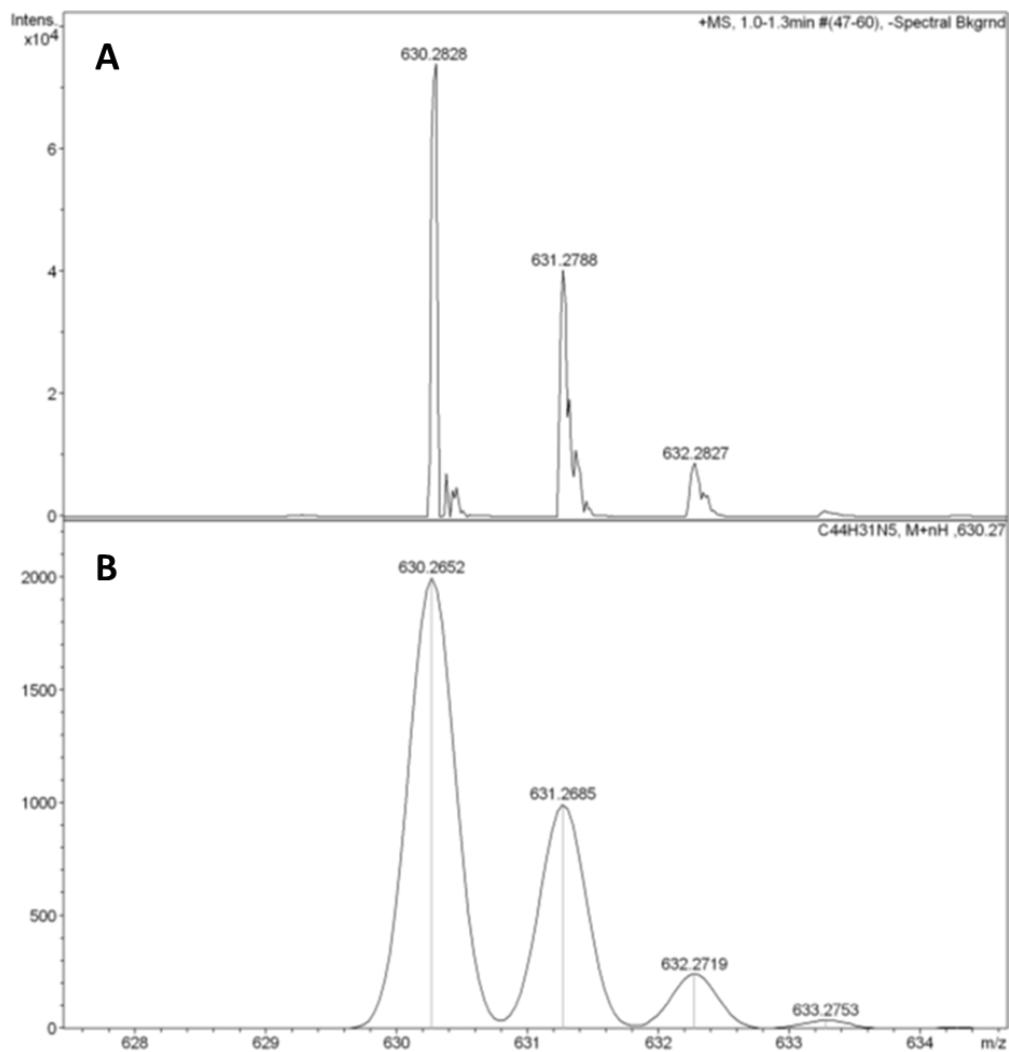 Intens.
x10⁴
+MS, 1.0-1.3min #(47-60), -Spectral Bkgrnd
A
630.2828
6
631.2788
4
2
632.2827
0
C44H31N5, M+nH ,630.27
B
630.2652
2000
1500
631.2685
1000
500
632.2719
633.2753
0
628 629 630 631 632 633 634 m/z